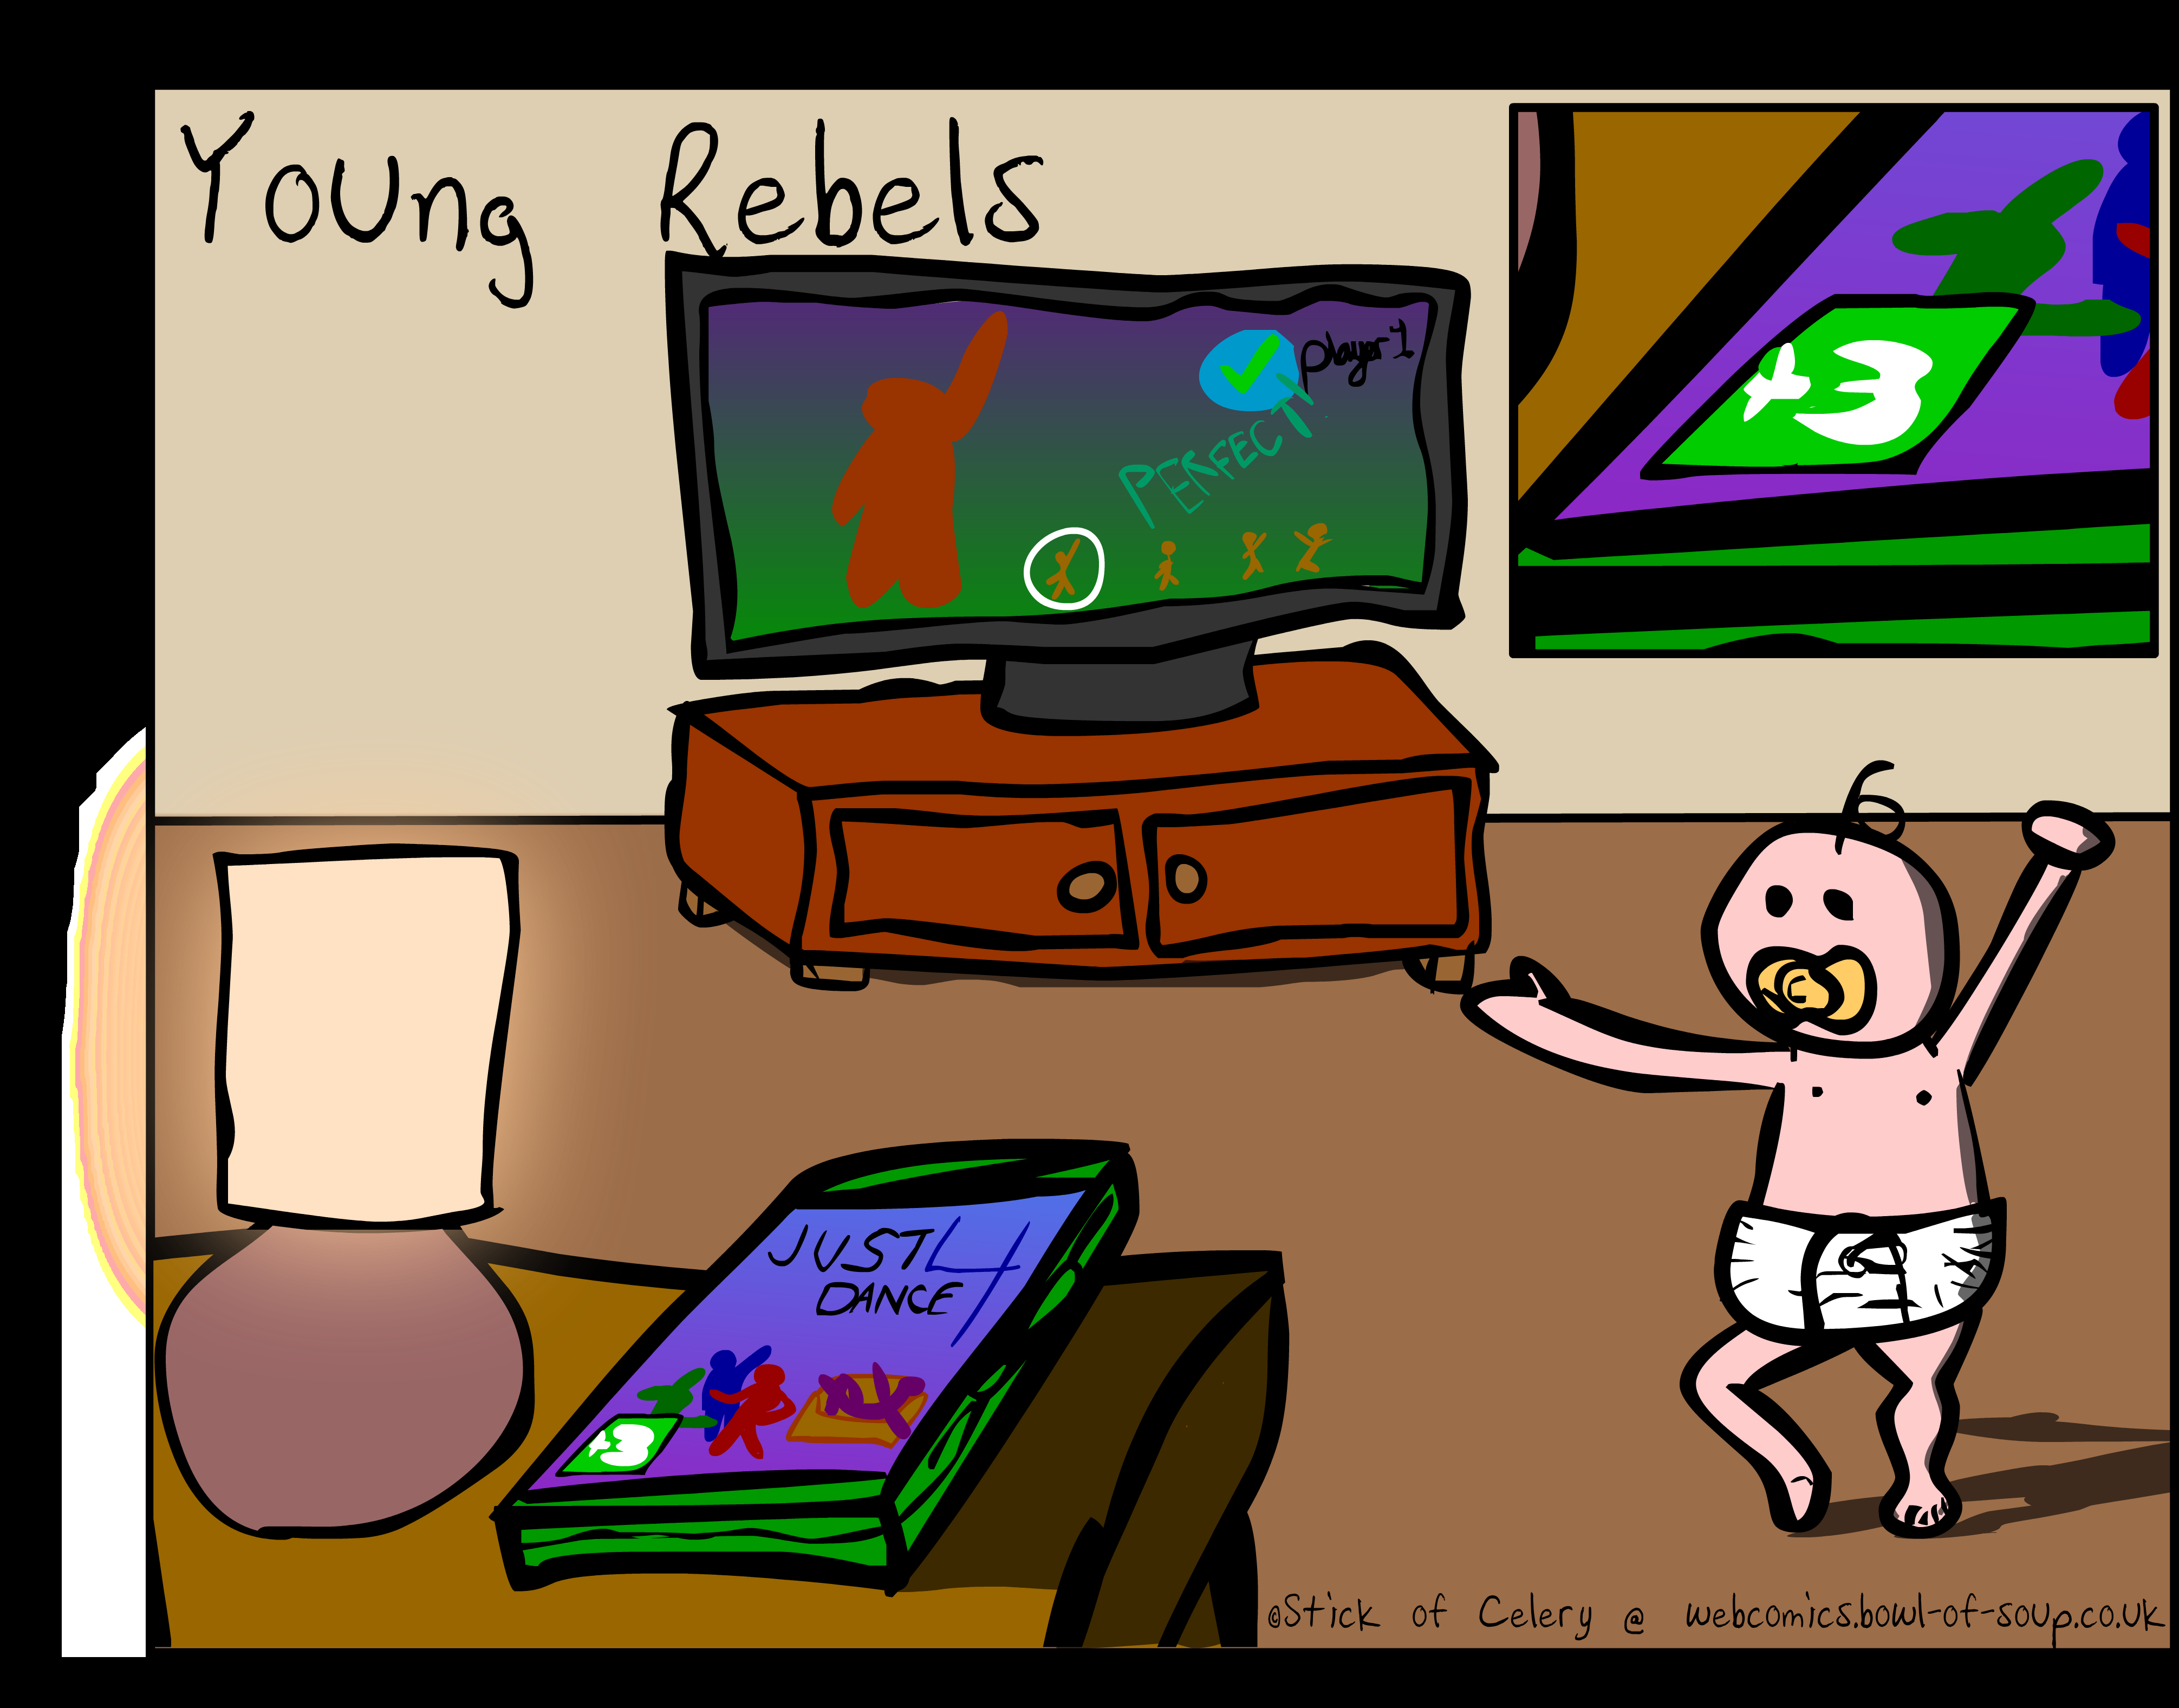 Young Rebels
Player 1
PERFECT!
+3
JUST 4
DANCE
+3
©Stick of Celery @ webcomics.bowl-of-soup.co.uk